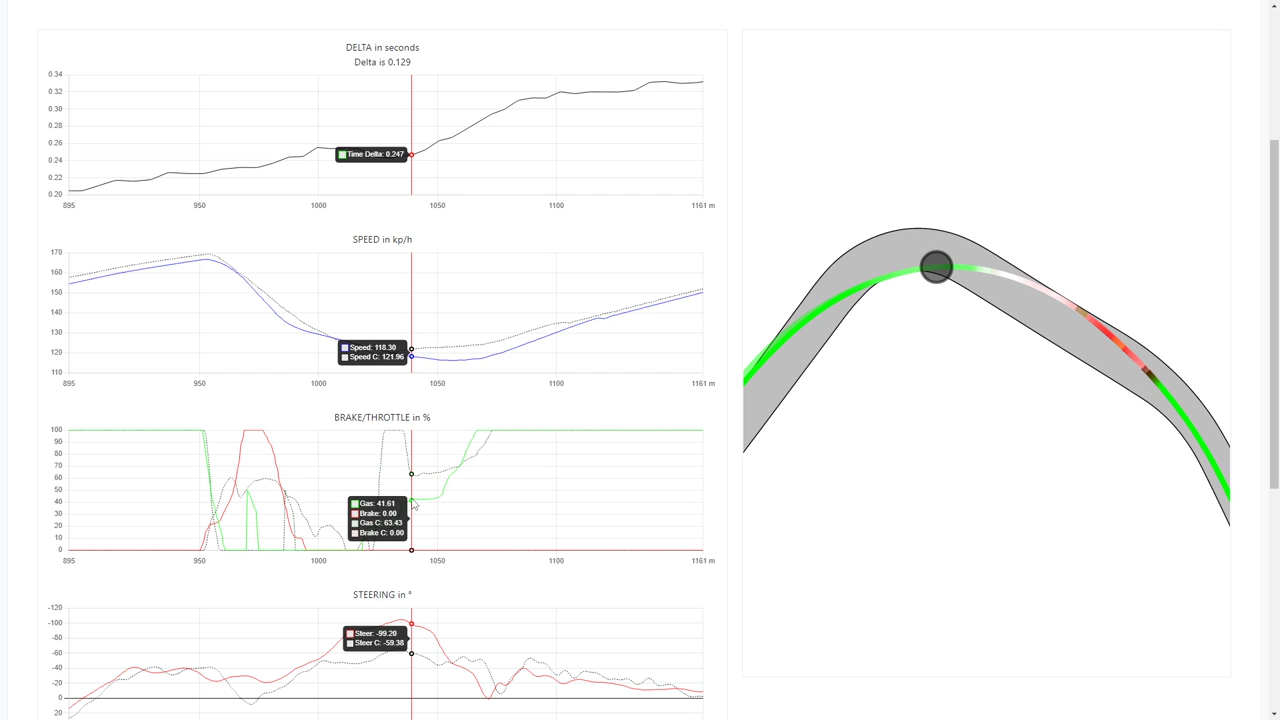 DELTA in seconds
Delta is 0.129
0.34
0.32
0.30
0.28
0.26
0.24
0.22
0.20
Time Delta: 0.247
895 950 1000 1050 1100 1161 m
SPEED in kp/h
170
160
150
140
130
120
110
Speed: 118.30
Speed C: 121.96
895 950 1000 1050 1100 1161 m
BRAKE/THROTTLE in %
100
90
80
70
60
50
40
30
20
10
0
Gas: 41.61
Brake: 0.00
Gas C: 63.43
Brake C: 0.00
895 950 1000 1050 1100 1161 m
STEERING in °
-120
-100
-80
-60
-40
-20
0
20
Steer: -99.20
Steer C: -59.38